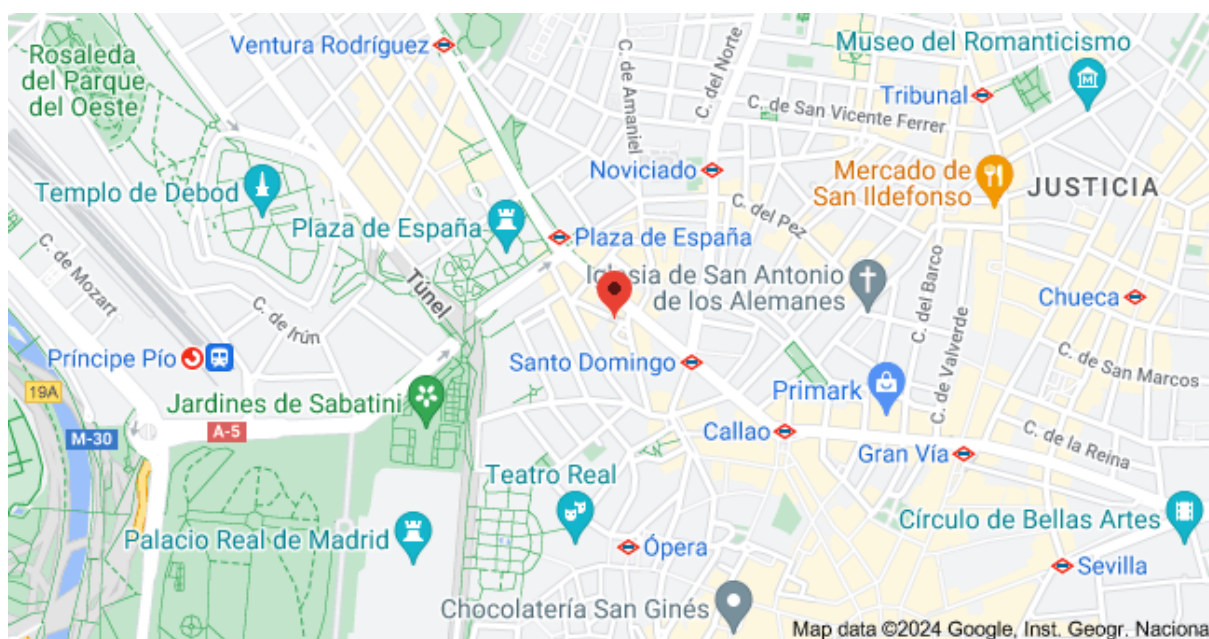 Ventura Rodríguez
Rosaleda
del Parque
del Oeste
C. de Amaniel
C. del Norte
Museo del Romanticismo
Tribunal
C. de San Vicente Ferrer
Noviciado
Mercado de
San Ildefonso
JUSTICIA
Templo de Debod
Plaza de España
C. del Pez
Plaza de España
C. de Mozart
Túnel
Iglesia de San Antonio
de los Alemanes
C. del Barco
Chueca
C. de Irún
C. de Valverde
Príncipe Pío
Santo Domingo
C. de San Marcos
19A
Primark
Jardines de Sabatini
M-30
A-5
Callao
Gran Vía
C. de la Reina
Teatro Real
Círculo de Bellas Artes
Palacio Real de Madrid
Ópera
Sevilla
Chocolatería San Ginés
Map data ©2024 Google, Inst. Geogr. Naciona